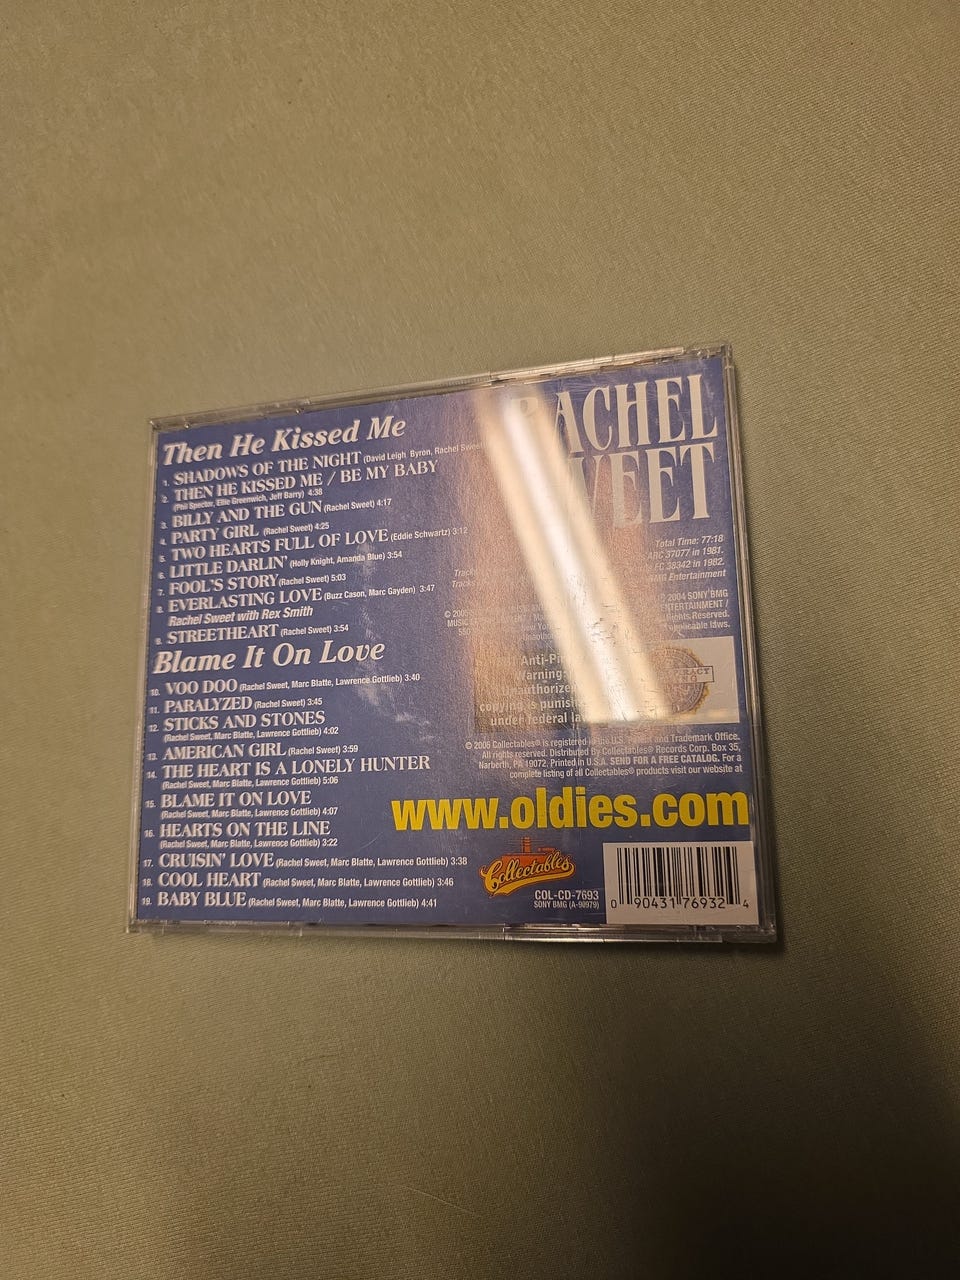 Then He Kissed Me
1. SHADOWS OF THE NIGHT (David Leigh Byron, Rachel Sweet
2. THEN HE KISSED ME / BE MY BABY
(Phil Spector, Ellie Greenwich, Jeff Barry) 4:38
3. BILLY AND THE GUN (Rachel Sweet) 4:17
4. PARTY GIRL (Rachel Sweet) 4:25
5. TWO HEARTS FULL OF LOVE (Eddie Schwartz) 3:12
6. LITTLE DARLIN' (Holly Knight, Amanda Blue) 3:54
7. FOOL'S STORY (Rachel Sweet) 5:03
8. EVERLASTING LOVE (Buzz Cason, Marc Gayden) 3:47
Rachel Sweet with Rex Smith
9. STREETHEART (Rachel Sweet) 3:54
Blame It On Love
10. VOO DOO (Rachel Sweet, Marc Blatte, Lawrence Gottlieb) 3:40
11. PARALYZED (Rachel Sweet) 3:45
12. STICKS AND STONES
(Rachel Sweet, Marc Blatte, Lawrence Gottlieb) 4:02
13. AMERICAN GIRL (Rachel Sweet) 3:59
14. THE HEART IS A LONELY HUNTER
(Rachel Sweet, Marc Blatte, Lawrence Gottlieb) 5:06
15. BLAME IT ON LOVE
(Rachel Sweet, Marc Blatte, Lawrence Gottlieb) 4:07
16. HEARTS ON THE LINE
(Rachel Sweet, Marc Blatte, Lawrence Gottlieb) 3:22
17. CRUISIN' LOVE (Rachel Sweet, Marc Blatte, Lawrence Gottlieb) 3:38
18. COOL HEART (Rachel Sweet, Marc Blatte, Lawrence Gottlieb) 3:46
19. BABY BLUE (Rachel Sweet, Marc Blatte, Lawrence Gottlieb) 4:41
RACHEL
SWEET
Total Time: 77:18
ARC 37077 in 1981.
FC 38342 in 1982.
Entertainment
2004 SONY BMG
ENTERTAINMENT /
Rights Reserved.
applicable laws.
Anti-Piracy
Warning:
Unauthorized
copying is punishable
under federal law
© 2006 Collectables® is registered in the U.S. Patent and Trademark Office.
All rights reserved. Distributed by Collectables® Records Corp. Box 35,
Narberth, PA 19072. Printed in U.S.A. SEND FOR A FREE CATALOG. For a
complete listing of all Collectables® products visit our website at
www.oldies.com
Collectables
COL-CD-7693
SONY BMG (A-90979)
0 90431 76932 4